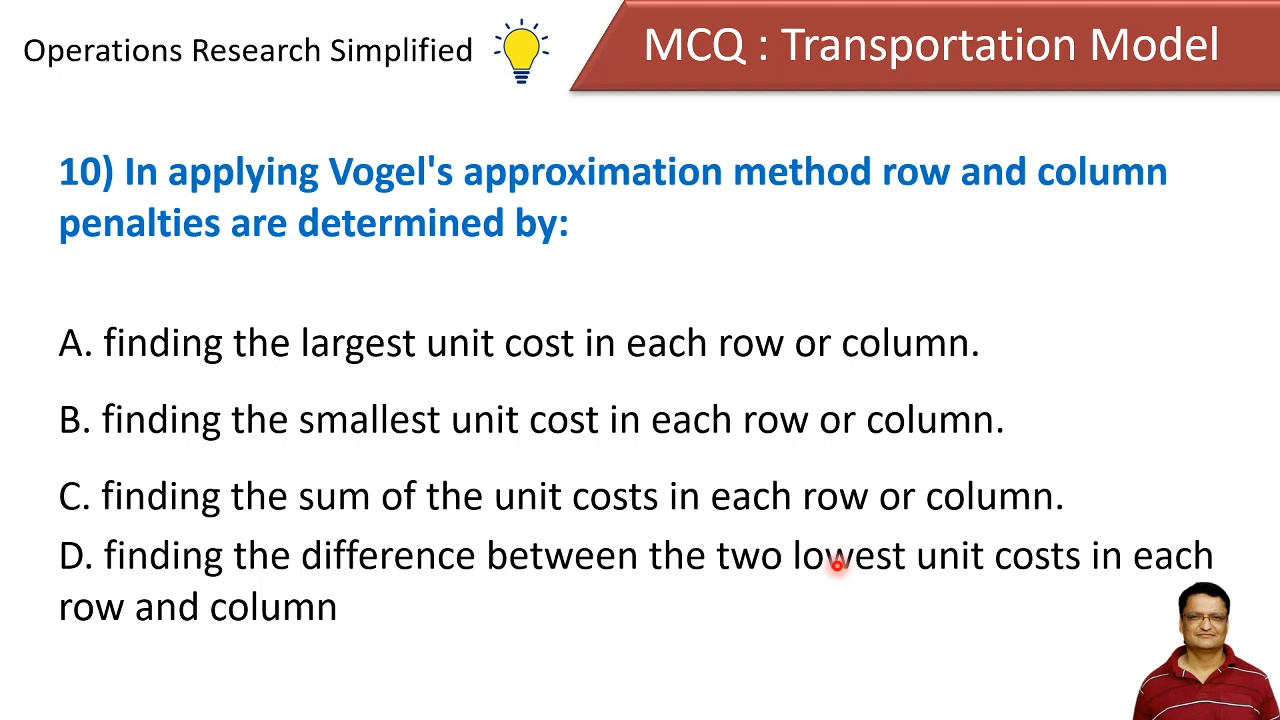 Operations Research Simplified
MCQ : Transportation Model
10) In applying Vogel's approximation method row and column
penalties are determined by:
A. finding the largest unit cost in each row or column.
B. finding the smallest unit cost in each row or column.
C. finding the sum of the unit costs in each row or column.
D. finding the difference between the two lowest unit costs in each
row and column